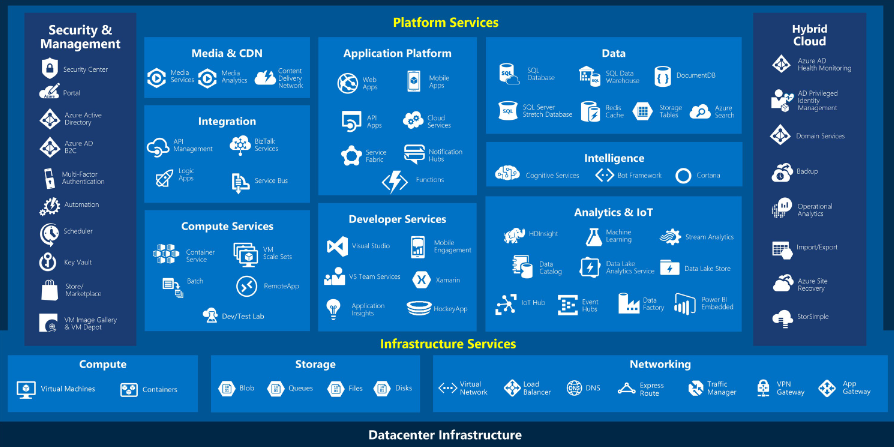 Platform Services
Security &
Management
Security Center
Portal
Azure Active
Directory
Azure AD
B2C
Multi-Factor
Authentication
Automation
Scheduler
Key Vault
Store/
Marketplace
VM Image Gallery
& VM Depot
Media & CDN
Media
Services
Media
Analytics
Content
Delivery
Network
Integration
API
Management
BizTalk
Services
Logic
Apps
Service Bus
Compute Services
Container
Service
VM
Scale Sets
Batch
RemoteApp
Dev/Test Lab
Application Platform
Web
Apps
Mobile
Apps
API
Apps
Cloud
Services
Service
Fabric
Notification
Hubs
Functions
Developer Services
Visual Studio
Mobile
Engagement
VS Team Services
Xamarin
Application
Insights
HockeyApp
Data
SQL
SQL
Database
SQL Data
Warehouse
{ }
DocumentDB
SQL
SQL Server
Stretch Database
Redis
Cache
Storage
Tables
Azure
Search
Intelligence
Cognitive Services
Bot Framework
Cortana
Analytics & IoT
HDInsight
Machine
Learning
Stream Analytics
Data
Catalog
Data Lake
Analytics Service
Data Lake Store
IoT Hub
Event
Hubs
Data
Factory
Power BI
Embedded
Hybrid
Cloud
Azure AD
Health Monitoring
AD Privileged
Identity
Management
Domain Services
Backup
Operational
Analytics
Import/Export
Azure Site
Recovery
StorSimple
Infrastructure Services
Compute
Virtual Machines
Containers
Storage
Blob
Queues
Files
Disks
Networking
Virtual
Network
Load
Balancer
DNS
DNS
Express
Route
Traffic
Manager
VPN
Gateway
App
Gateway
Datacenter Infrastructure